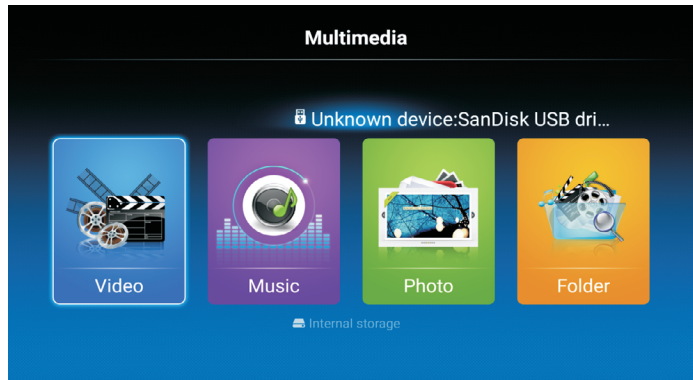 Multimedia
Unknown device:SanDisk USB dri...
Video
Music
Photo
Folder
Internal storage